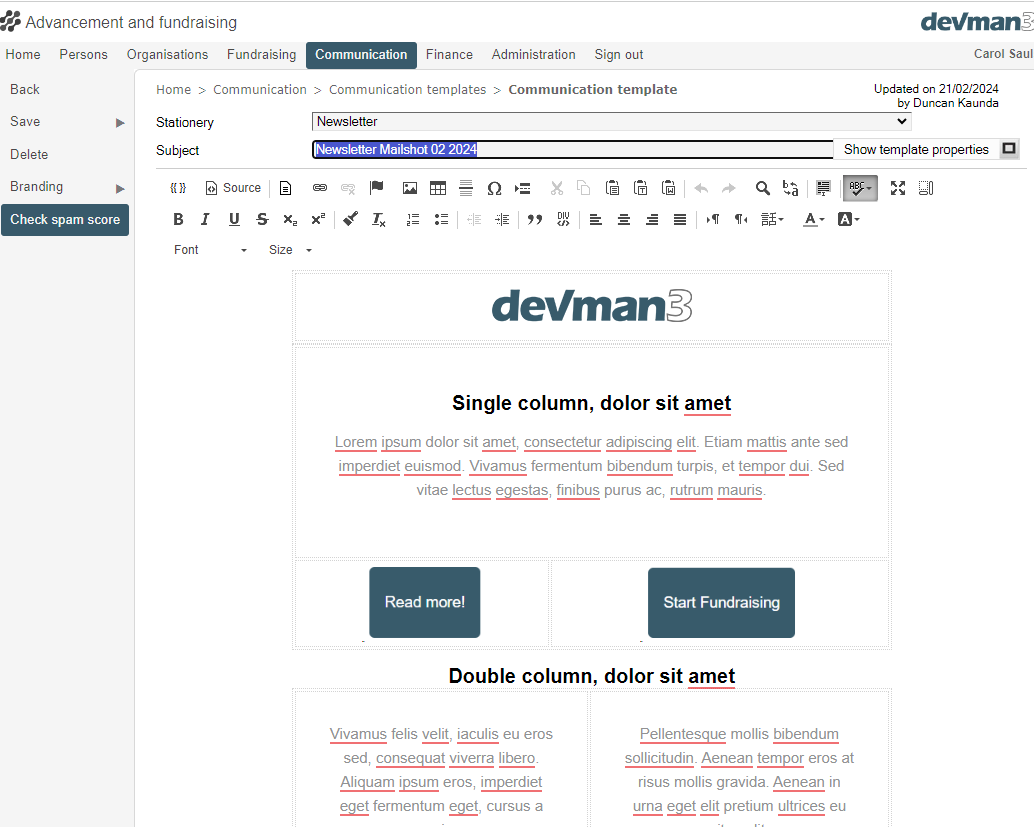 Advancement and fundraising
devman3
Home Persons Organisations Fundraising Communication Finance Administration Sign out
Carol Saul
Back
Save
Delete
Branding
Check spam score
Home > Communication > Communication templates > Communication template
Updated on 21/02/2024
by Duncan Kaunda
Stationery Newsletter
Subject Newsletter Mailshot 02 2024 Show template properties
Source
Font Size
devman3
Single column, dolor sit amet
Lorem ipsum dolor sit amet, consectetur adipiscing elit. Etiam mattis ante sed
imperdiet euismod. Vivamus fermentum bibendum turpis, et tempor dui. Sed
vitae lectus egestas, finibus purus ac, rutrum mauris.
Read more! Start Fundraising
Double column, dolor sit amet
Vivamus felis velit, iaculis eu eros
sed, consequat viverra libero.
Aliquam ipsum eros, imperdiet
eget fermentum eget, cursus a
Pellentesque mollis bibendum
sollicitudin. Aenean tempor eros at
risus mollis gravida. Aenean in
urna eget elit pretium ultrices eu